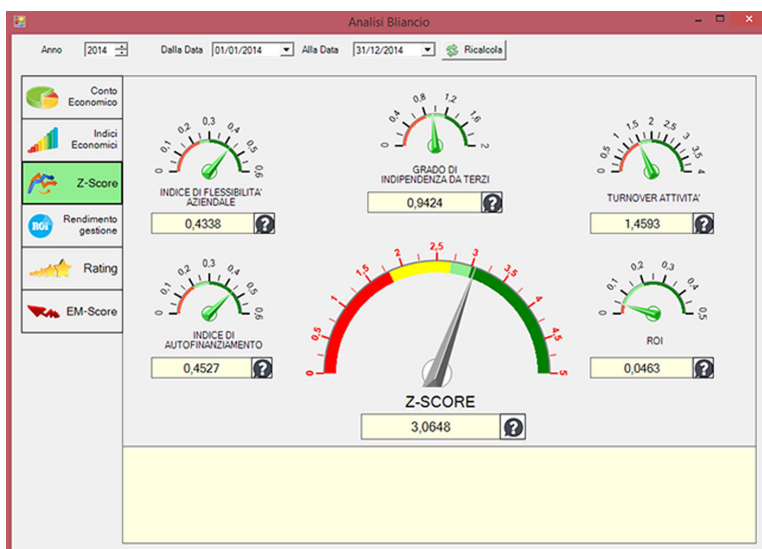 Analisi Bliancio
Anno 2014 Dalla Data 01/01/2014 Alla Data 31/12/2014 Ricalcola
Conto
Economico
Indici
Economici
Z-Score
ROI
Rendimento
gestione
Rating
EM-Score
0 0,1 0,2 0,3 0,4 0,5 0,6
INDICE DI FLESSIBILITA'
AZIENDALE
0,4338
0 0,4 0,8 1,2 1,6 2
GRADO DI
INDIPENDENZA DA TERZI
0,9424
0 0,5 1 1,5 2 2,5 3 3,5 4
TURNOVER ATTIVITA'
1,4593
0 0,1 0,2 0,3 0,4 0,5 0,6
INDICE DI
AUTOFINANZIAMENTO
0,4527
0 0,5 1 1,5 2 2,5 3 3,5 4 4,5 5
Z-SCORE
3,0648
0 0,1 0,2 0,3 0,4 0,5
ROI
0,0463